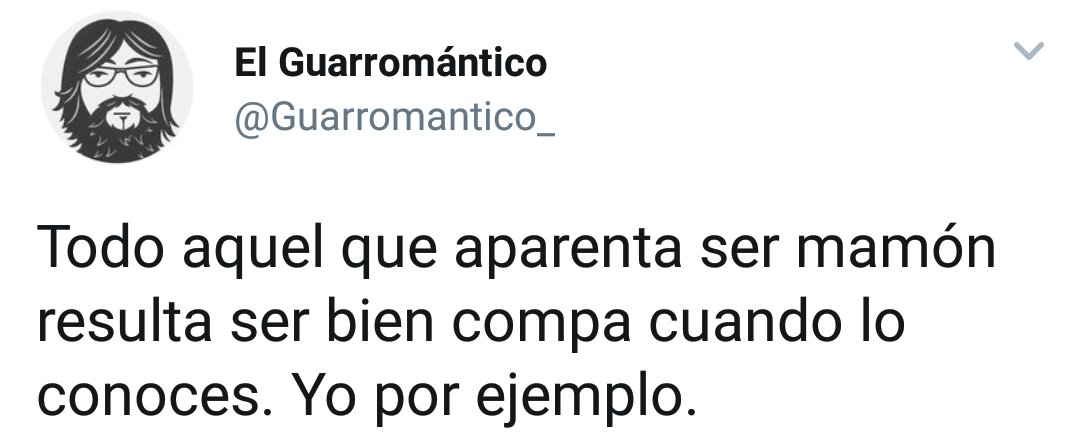 El Guarromántico
@Guarromantico_
Todo aquel que aparenta ser mamón
resulta ser bien compa cuando lo
conoces. Yo por ejemplo.